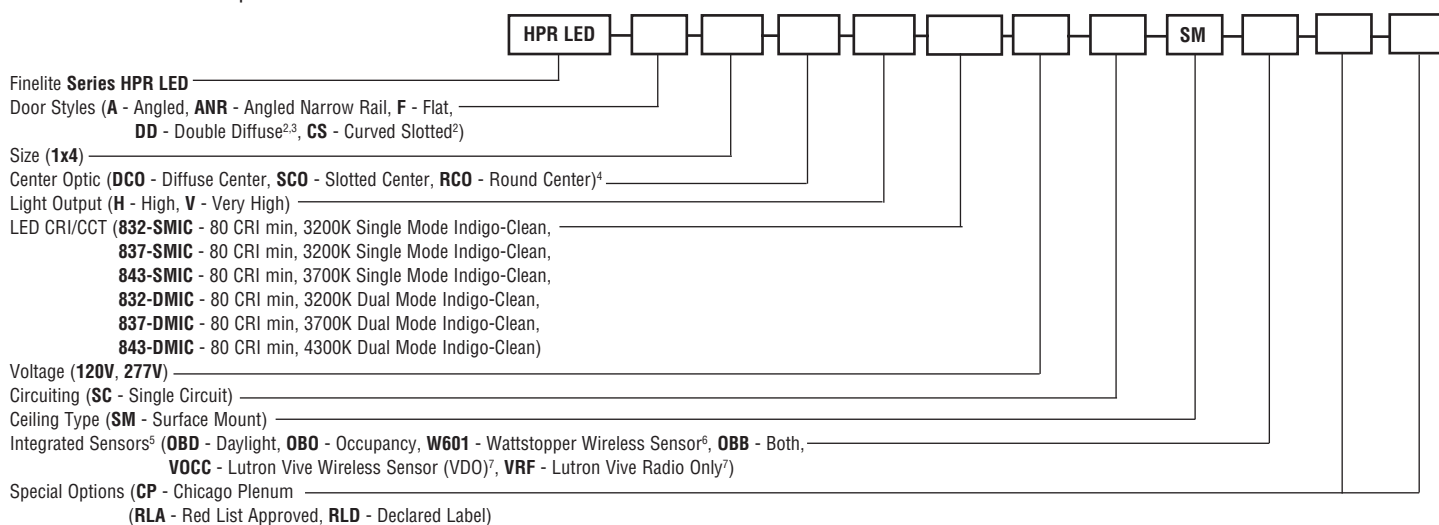 HPR LED
SM
Finelite Series HPR LED
Door Styles (A - Angled, ANR - Angled Narrow Rail, F - Flat,
DD - Double Diffuse2,3, CS - Curved Slotted2)
Size (1x4)
Center Optic (DCO - Diffuse Center, SCO - Slotted Center, RCO - Round Center)4
Light Output (H - High, V - Very High)
LED CRI/CCT (832-SMIC - 80 CRI min, 3200K Single Mode Indigo-Clean,
837-SMIC - 80 CRI min, 3200K Single Mode Indigo-Clean,
843-SMIC - 80 CRI min, 3700K Single Mode Indigo-Clean,
832-DMIC - 80 CRI min, 3200K Dual Mode Indigo-Clean,
837-DMIC - 80 CRI min, 3700K Dual Mode Indigo-Clean,
843-DMIC - 80 CRI min, 4300K Dual Mode Indigo-Clean)
Voltage (120V, 277V)
Circuiting (SC - Single Circuit)
Ceiling Type (SM - Surface Mount)
Integrated Sensors5 (OBD - Daylight, OBO - Occupancy, W601 - Wattstopper Wireless Sensor6, OBB - Both,
VOCC - Lutron Vive Wireless Sensor (VDO)7, VRF - Lutron Vive Radio Only7)
Special Options (CP - Chicago Plenum
(RLA - Red List Approved, RLD - Declared Label)